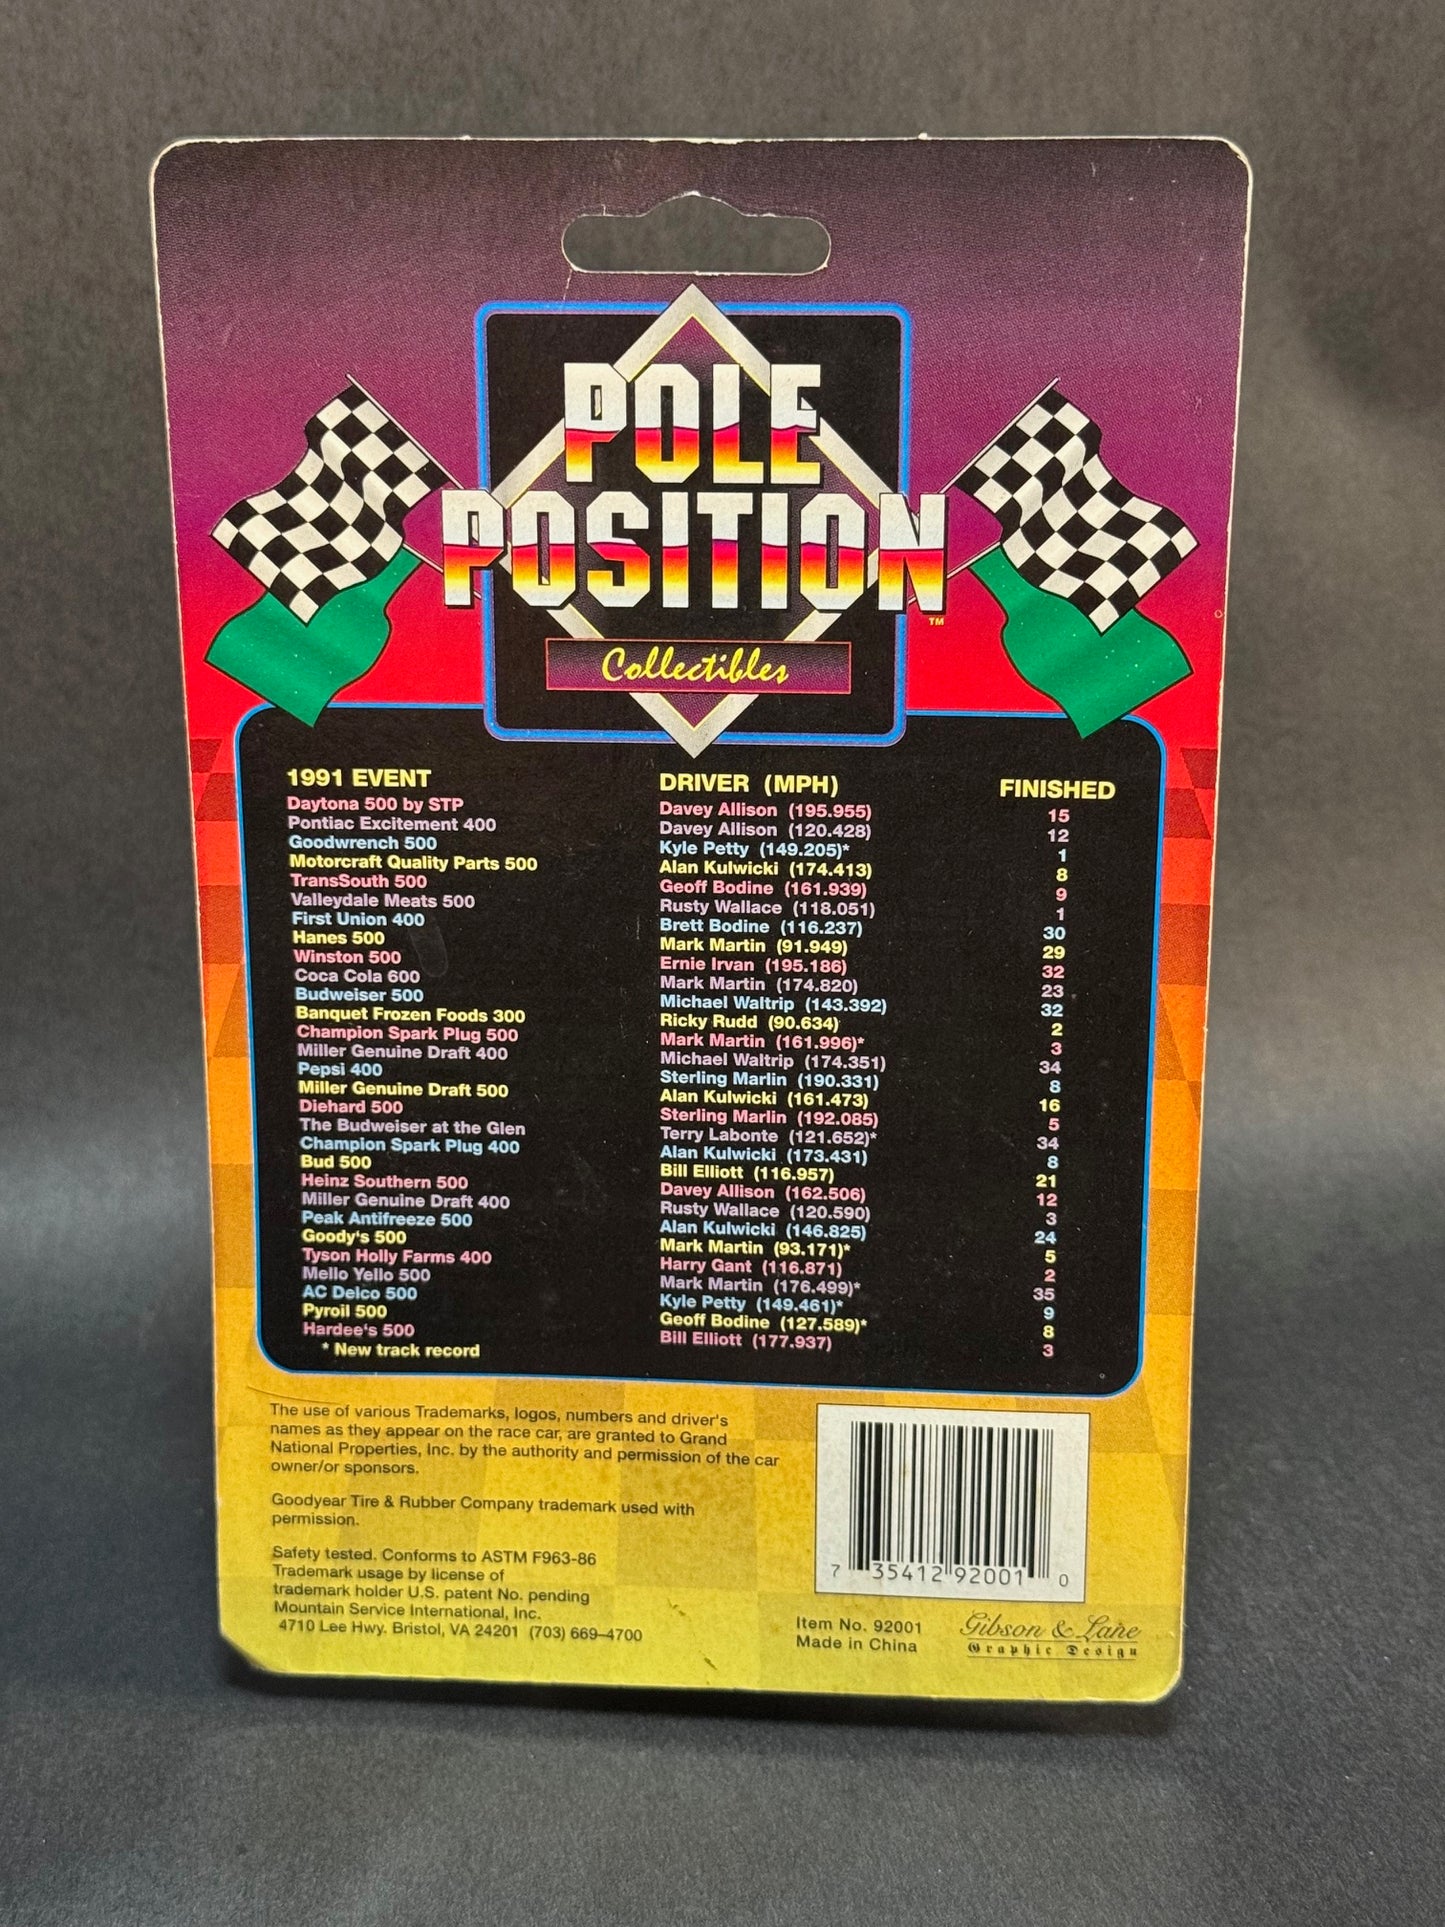 POLE
POSITION
TM
Collectibles
1991 EVENT DRIVER (MPH) FINISHED
Daytona 500 by STP Davey Allison (195.955) 15
Pontiac Excitement 400 Davey Allison (120.428) 12
Goodwrench 500 Kyle Petty (149.205)* 1
Motorcraft Quality Parts 500 Alan Kulwicki (174.413) 8
TransSouth 500 Geoff Bodine (161.939) 9
Valleydale Meats 500 Rusty Wallace (118.051) 1
First Union 400 Brett Bodine (116.237) 30
Hanes 500 Mark Martin (91.949) 29
Winston 500 Ernie Irvan (195.186) 32
Coca Cola 600 Mark Martin (174.820) 23
Budweiser 500 Michael Waltrip (143.392) 32
Banquet Frozen Foods 300 Ricky Rudd (90.634) 2
Champion Spark Plug 500 Mark Martin (161.996)* 3
Miller Genuine Draft 400 Michael Waltrip (174.351) 34
Pepsi 400 Sterling Marlin (190.331) 8
Miller Genuine Draft 500 Alan Kulwicki (161.473) 16
Diehard 500 Sterling Marlin (192.085) 5
The Budweiser at the Glen Terry Labonte (121.652)* 34
Champion Spark Plug 400 Alan Kulwicki (173.431) 8
Bud 500 Bill Elliott (116.957) 21
Heinz Southern 500 Davey Allison (162.506) 12
Miller Genuine Draft 400 Rusty Wallace (120.590) 3
Peak Antifreeze 500 Alan Kulwicki (146.825) 24
Goody's 500 Mark Martin (93.171)* 5
Tyson Holly Farms 400 Harry Gant (116.871) 2
Mello Yello 500 Mark Martin (176.499)* 35
AC Delco 500 Kyle Petty (149.461)* 9
Pyroil 500 Geoff Bodine (127.589)* 8
Hardee's 500 Bill Elliott (177.937) 3
* New track record
The use of various Trademarks, logos, numbers and driver's
names as they appear on the race car, are granted to Grand
National Properties, Inc. by the authority and permission of the car
owner/or sponsors.
Goodyear Tire & Rubber Company trademark used with
permission.
Safety tested. Conforms to ASTM F963-86
Trademark usage by license of
trademark holder U.S. patent No. pending
Mountain Service International, Inc.
4710 Lee Hwy. Bristol, VA 24201 (703) 669–4700
7 35412 92001 0
Item No. 92001
Made in China
Gibson & Lane
Graphic Design